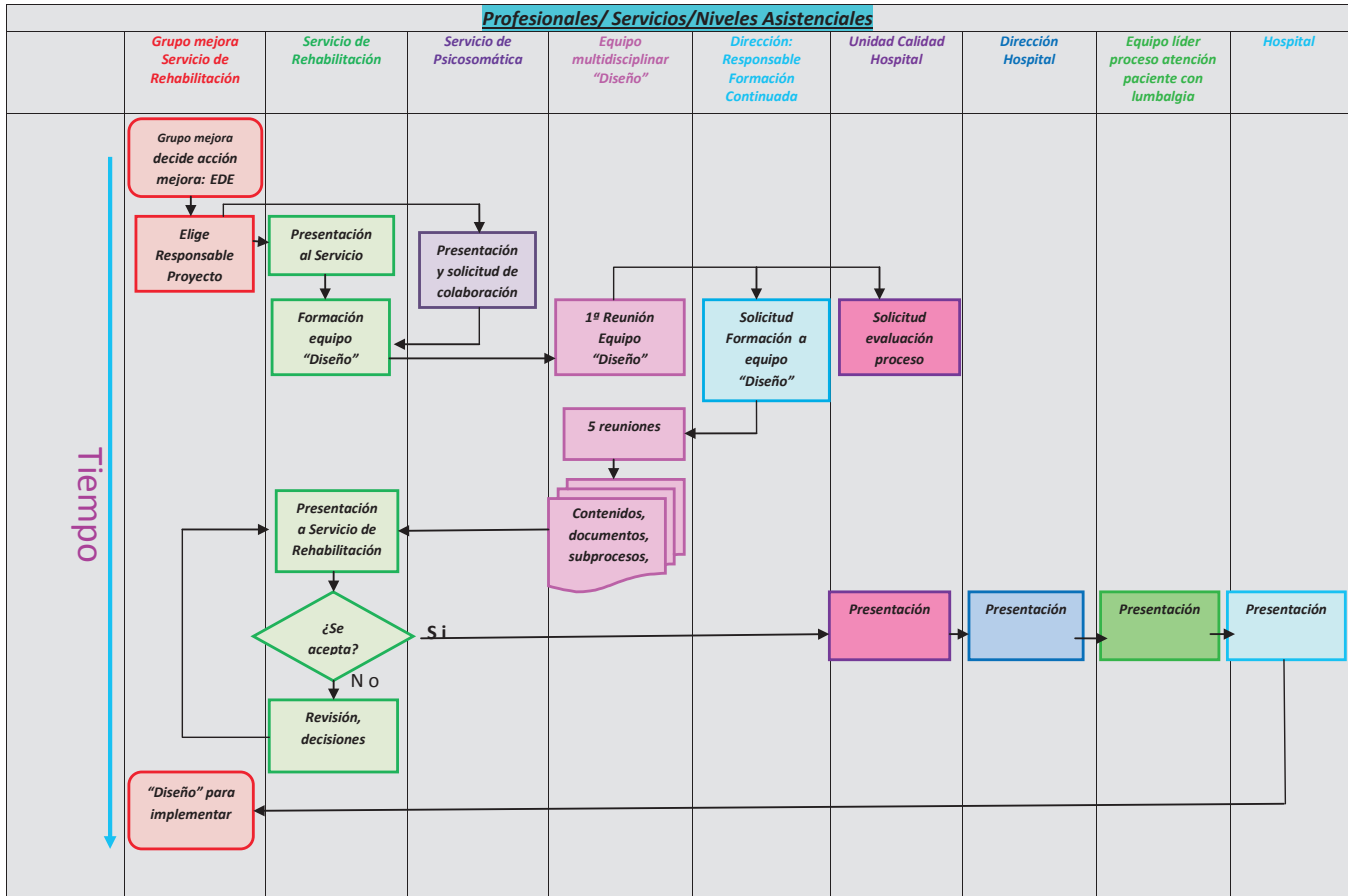 Profesionales/ Servicios/Niveles Asistenciales
Grupo mejora
Servicio de
Rehabilitación
Servicio de
Rehabilitación
Servicio de
Psicosomática
Equipo
multidisciplinar
“Diseño”
Dirección:
Responsable
Formación
Continuada
Unidad Calidad
Hospital
Dirección
Hospital
Equipo líder
proceso atención
paciente con
lumbalgia
Hospital
Tiempo
Grupo mejora
decide acción
mejora: EDE
Elige
Responsable
Proyecto
Presentación
al Servicio
Presentación
y solicitud de
colaboración
Formación
equipo
“Diseño”
1ª Reunión
Equipo
“Diseño”
Solicitud
Formación a
equipo
“Diseño”
Solicitud
evaluación
proceso
5 reuniones
Contenidos,
documentos,
subprocesos,
Presentación
a Servicio de
Rehabilitación
¿Se
acepta?
Si
No
Presentación
Presentación
Presentación
Presentación
Revisión,
decisiones
“Diseño” para
implementar